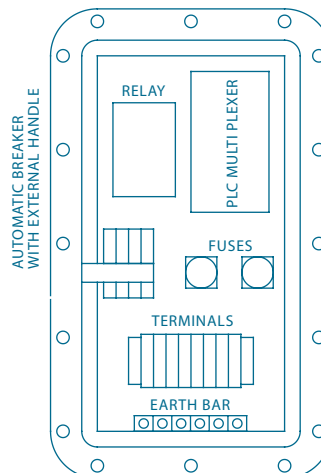 RELAY
PLC MULTI PLEXER
AUTOMATIC BREAKER
WITH EXTERNAL HANDLE
FUSES
TERMINALS
EARTH BAR